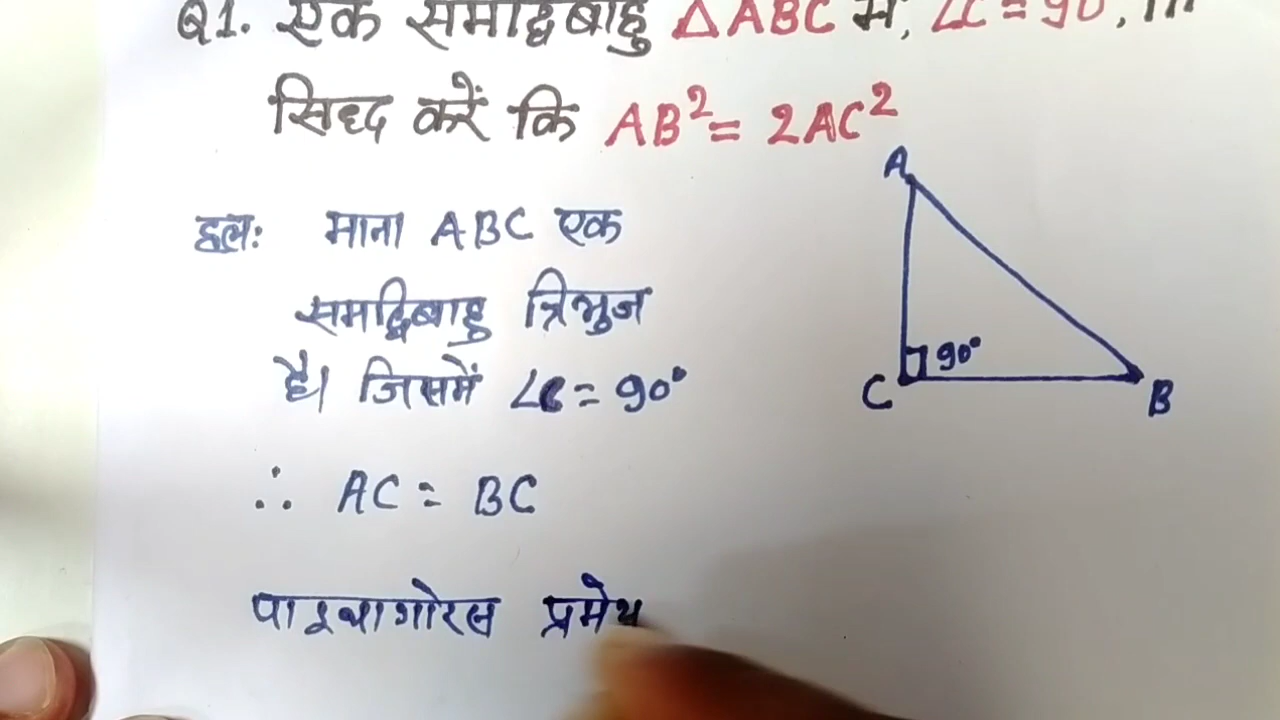 Q1. एक समाद्विबाहु △ABC में, ∠C = 90°,
सिध्द करें कि AB² = 2AC²
हल: माना ABC एक
समद्विबाहु त्रिभुज
है। जिसमें ∠C = 90°
∴ AC = BC
पाइथागोरस प्रमेय
A
90°
C
B